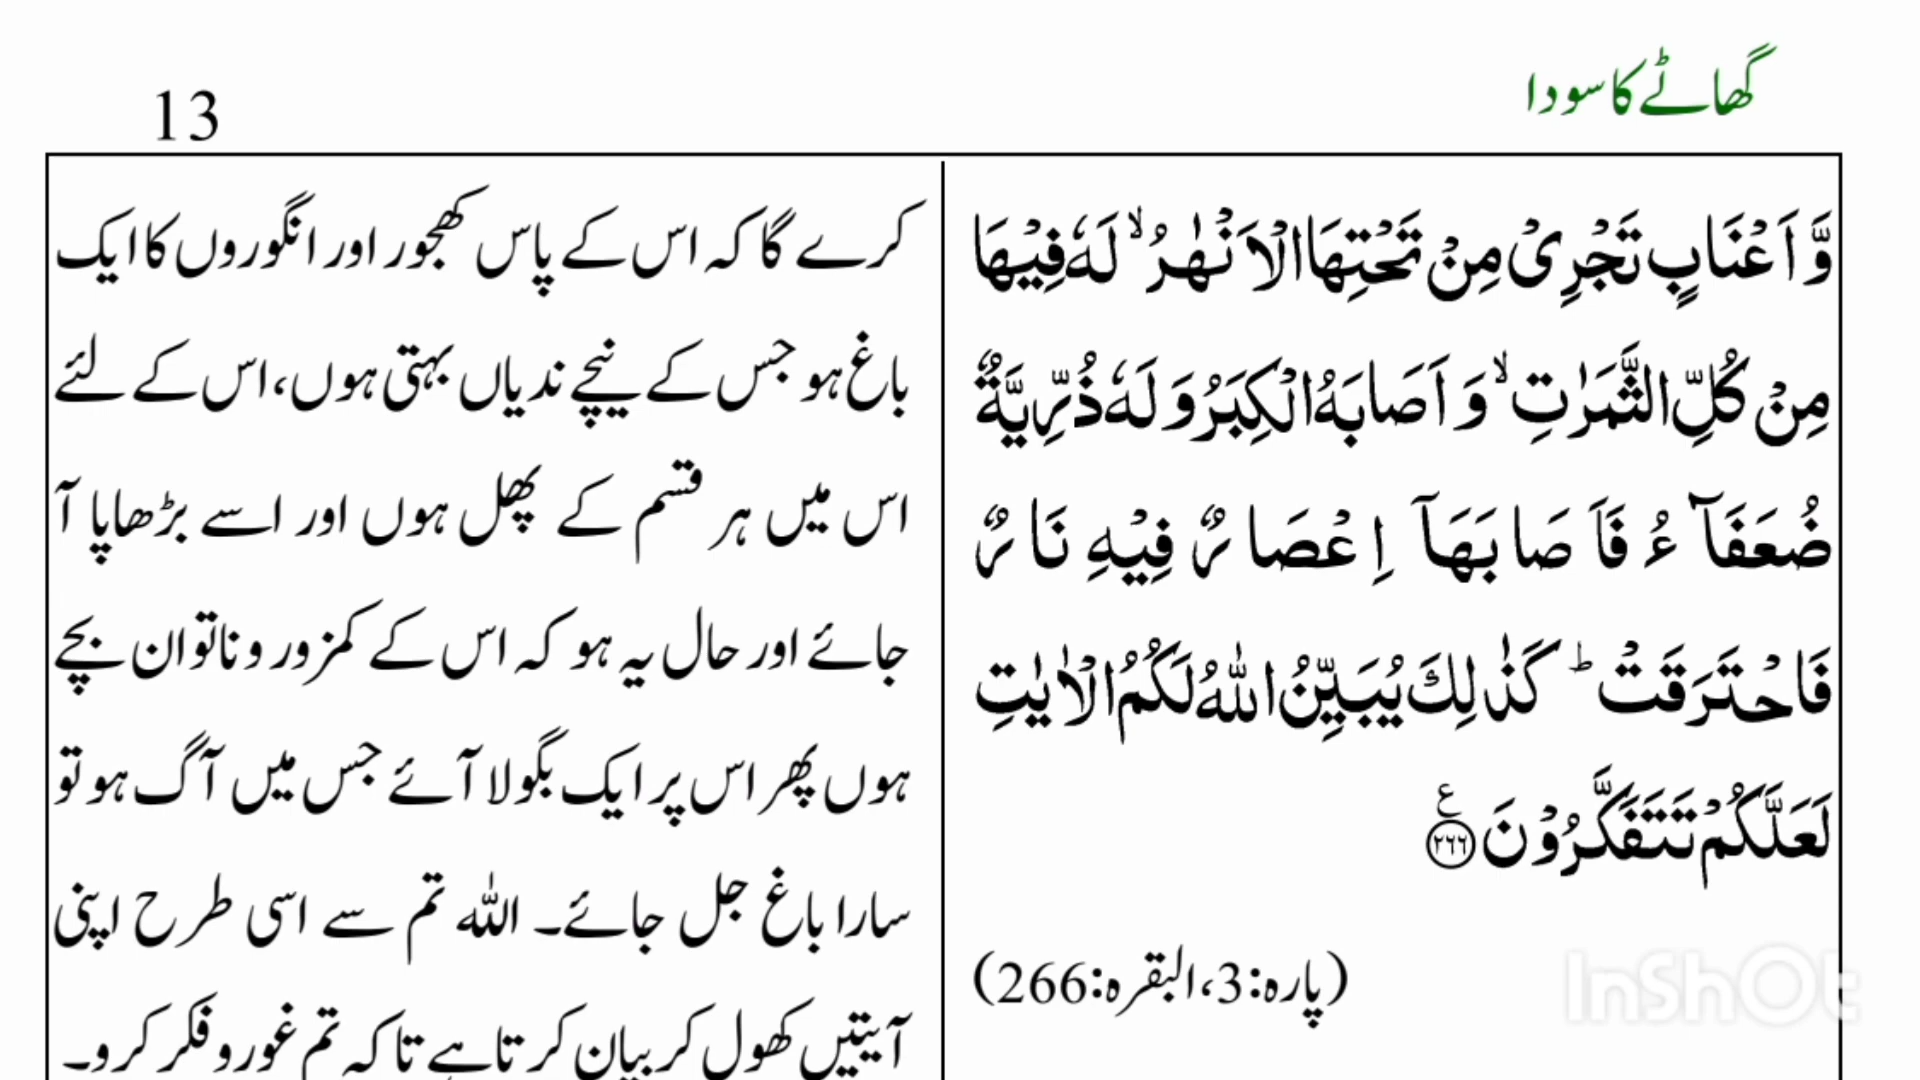 گھاٹے کا سودا
13
وَّ اَعْنَابٍ تَجْرِیْ مِنْ تَحْتِهَا الْاَنْهٰرُ ۙ لَهٗ فِیْهَا
مِنْ كُلِّ الثَّمَرٰتِ ۙ وَ اَصَابَهُ الْكِبَرُ وَ لَهٗ ذُرِّیَّةٌ
ضُعَفَآءُ فَاَصَابَهَاۤ اِعْصَارٌ فِیْهِ نَارٌ
فَاحْتَرَقَتْ ؕ كَذٰلِكَ یُبَیِّنُ اللّٰهُ لَكُمُ الْاٰیٰتِ
لَعَلَّكُمْ تَتَفَكَّرُوْنَ ﴿۲۶۶﴾ ع
(پارہ:3،البقرہ:266)
کرے گا کہ اس کے پاس کھجور اور انگوروں کا ایک
باغ ہو جس کے نیچے ندیاں بہتی ہوں، اس کے لئے
اس میں ہر قسم کے پھل ہوں اور اسے بڑھاپا آ
جائے اور حال یہ ہو کہ اس کے کمزور و ناتواں بچے
ہوں پھر اس پر ایک بگولا آئے جس میں آگ ہو تو
سارا باغ جل جائے۔ اللّٰہ تم سے اسی طرح اپنی
آیتیں کھول کر بیان کرتا ہے تاکہ تم غور و فکر کرو۔
InShOt